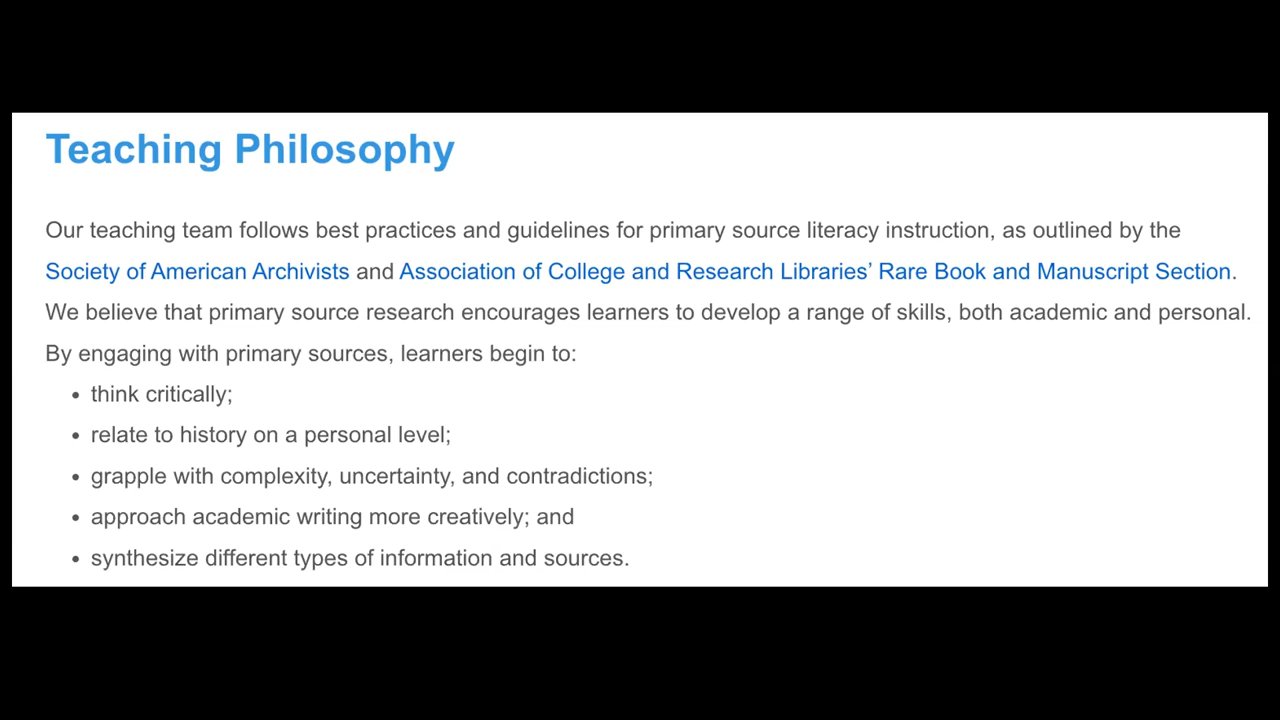 Teaching Philosophy
Our teaching team follows best practices and guidelines for primary source literacy instruction, as outlined by the
Society of American Archivists and Association of College and Research Libraries’ Rare Book and Manuscript Section.
We believe that primary source research encourages learners to develop a range of skills, both academic and personal.
By engaging with primary sources, learners begin to:
• think critically;
• relate to history on a personal level;
• grapple with complexity, uncertainty, and contradictions;
• approach academic writing more creatively; and
• synthesize different types of information and sources.